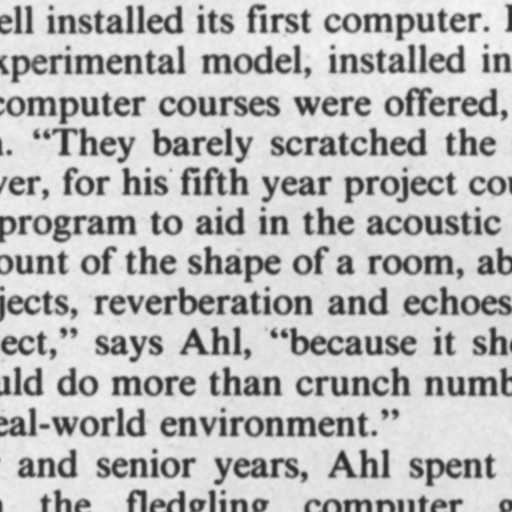 ell installed its first computer.
xperimental model, installed in
computer courses were offered,
. “They barely scratched the
ver, for his fifth year project cou
program to aid in the acoustic
ount of the shape of a room, ab
jects, reverberation and echoes
ect,” says Ahl, “because it sho
uld do more than crunch numb
eal-world environment.”
and senior years, Ahl spent
the fledgling computer g